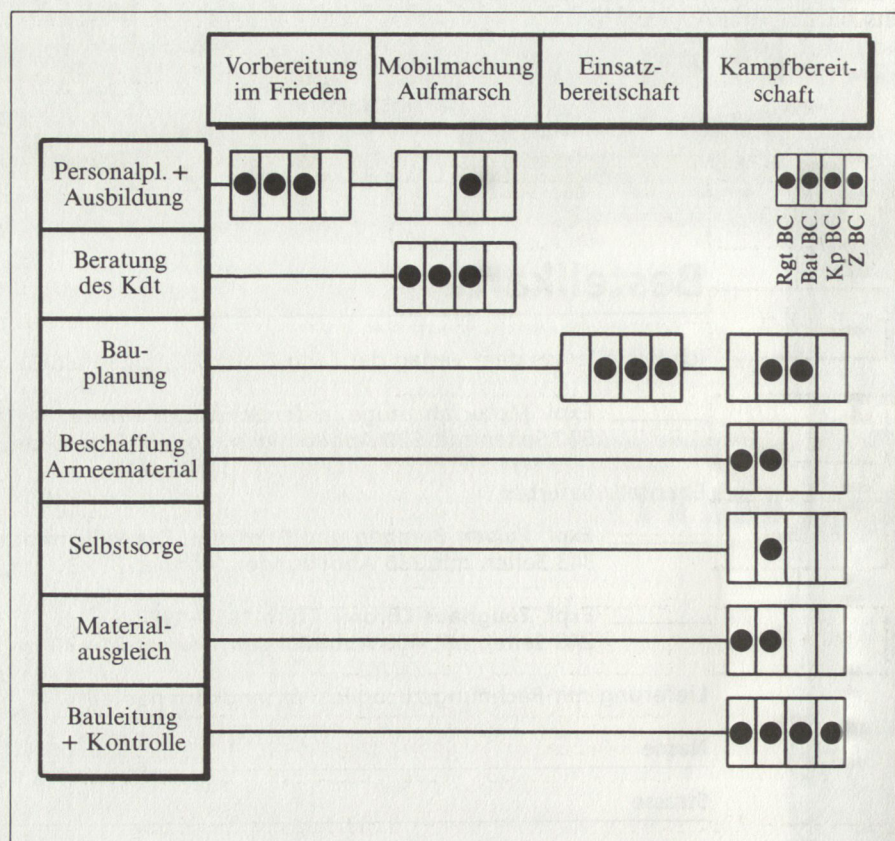 Vorbereitung
im Frieden
Mobilmachung
Aufmarsch
Einsatz-
bereitschaft
Kampfbereit-
schaft
Personalpl. +
Ausbildung
Rgt BC
Bat BC
Kp BC
Z BC
Beratung
des Kdt
Bau-
planung
Beschaffung
Armeematerial
Selbstsorge
Material-
ausgleich
Bauleitung
+ Kontrolle